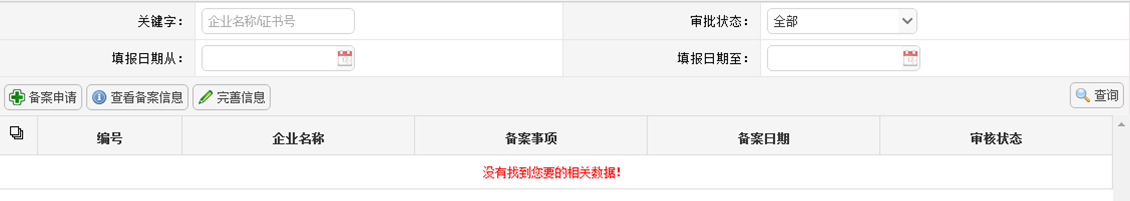 关键字： 企业名称/证书号 审批状态： 全部
填报日期从： 填报日期至：
备案申请 查看备案信息 完善信息 查询
编号 企业名称 备案事项 备案日期 审核状态
没有找到您要的相关数据！